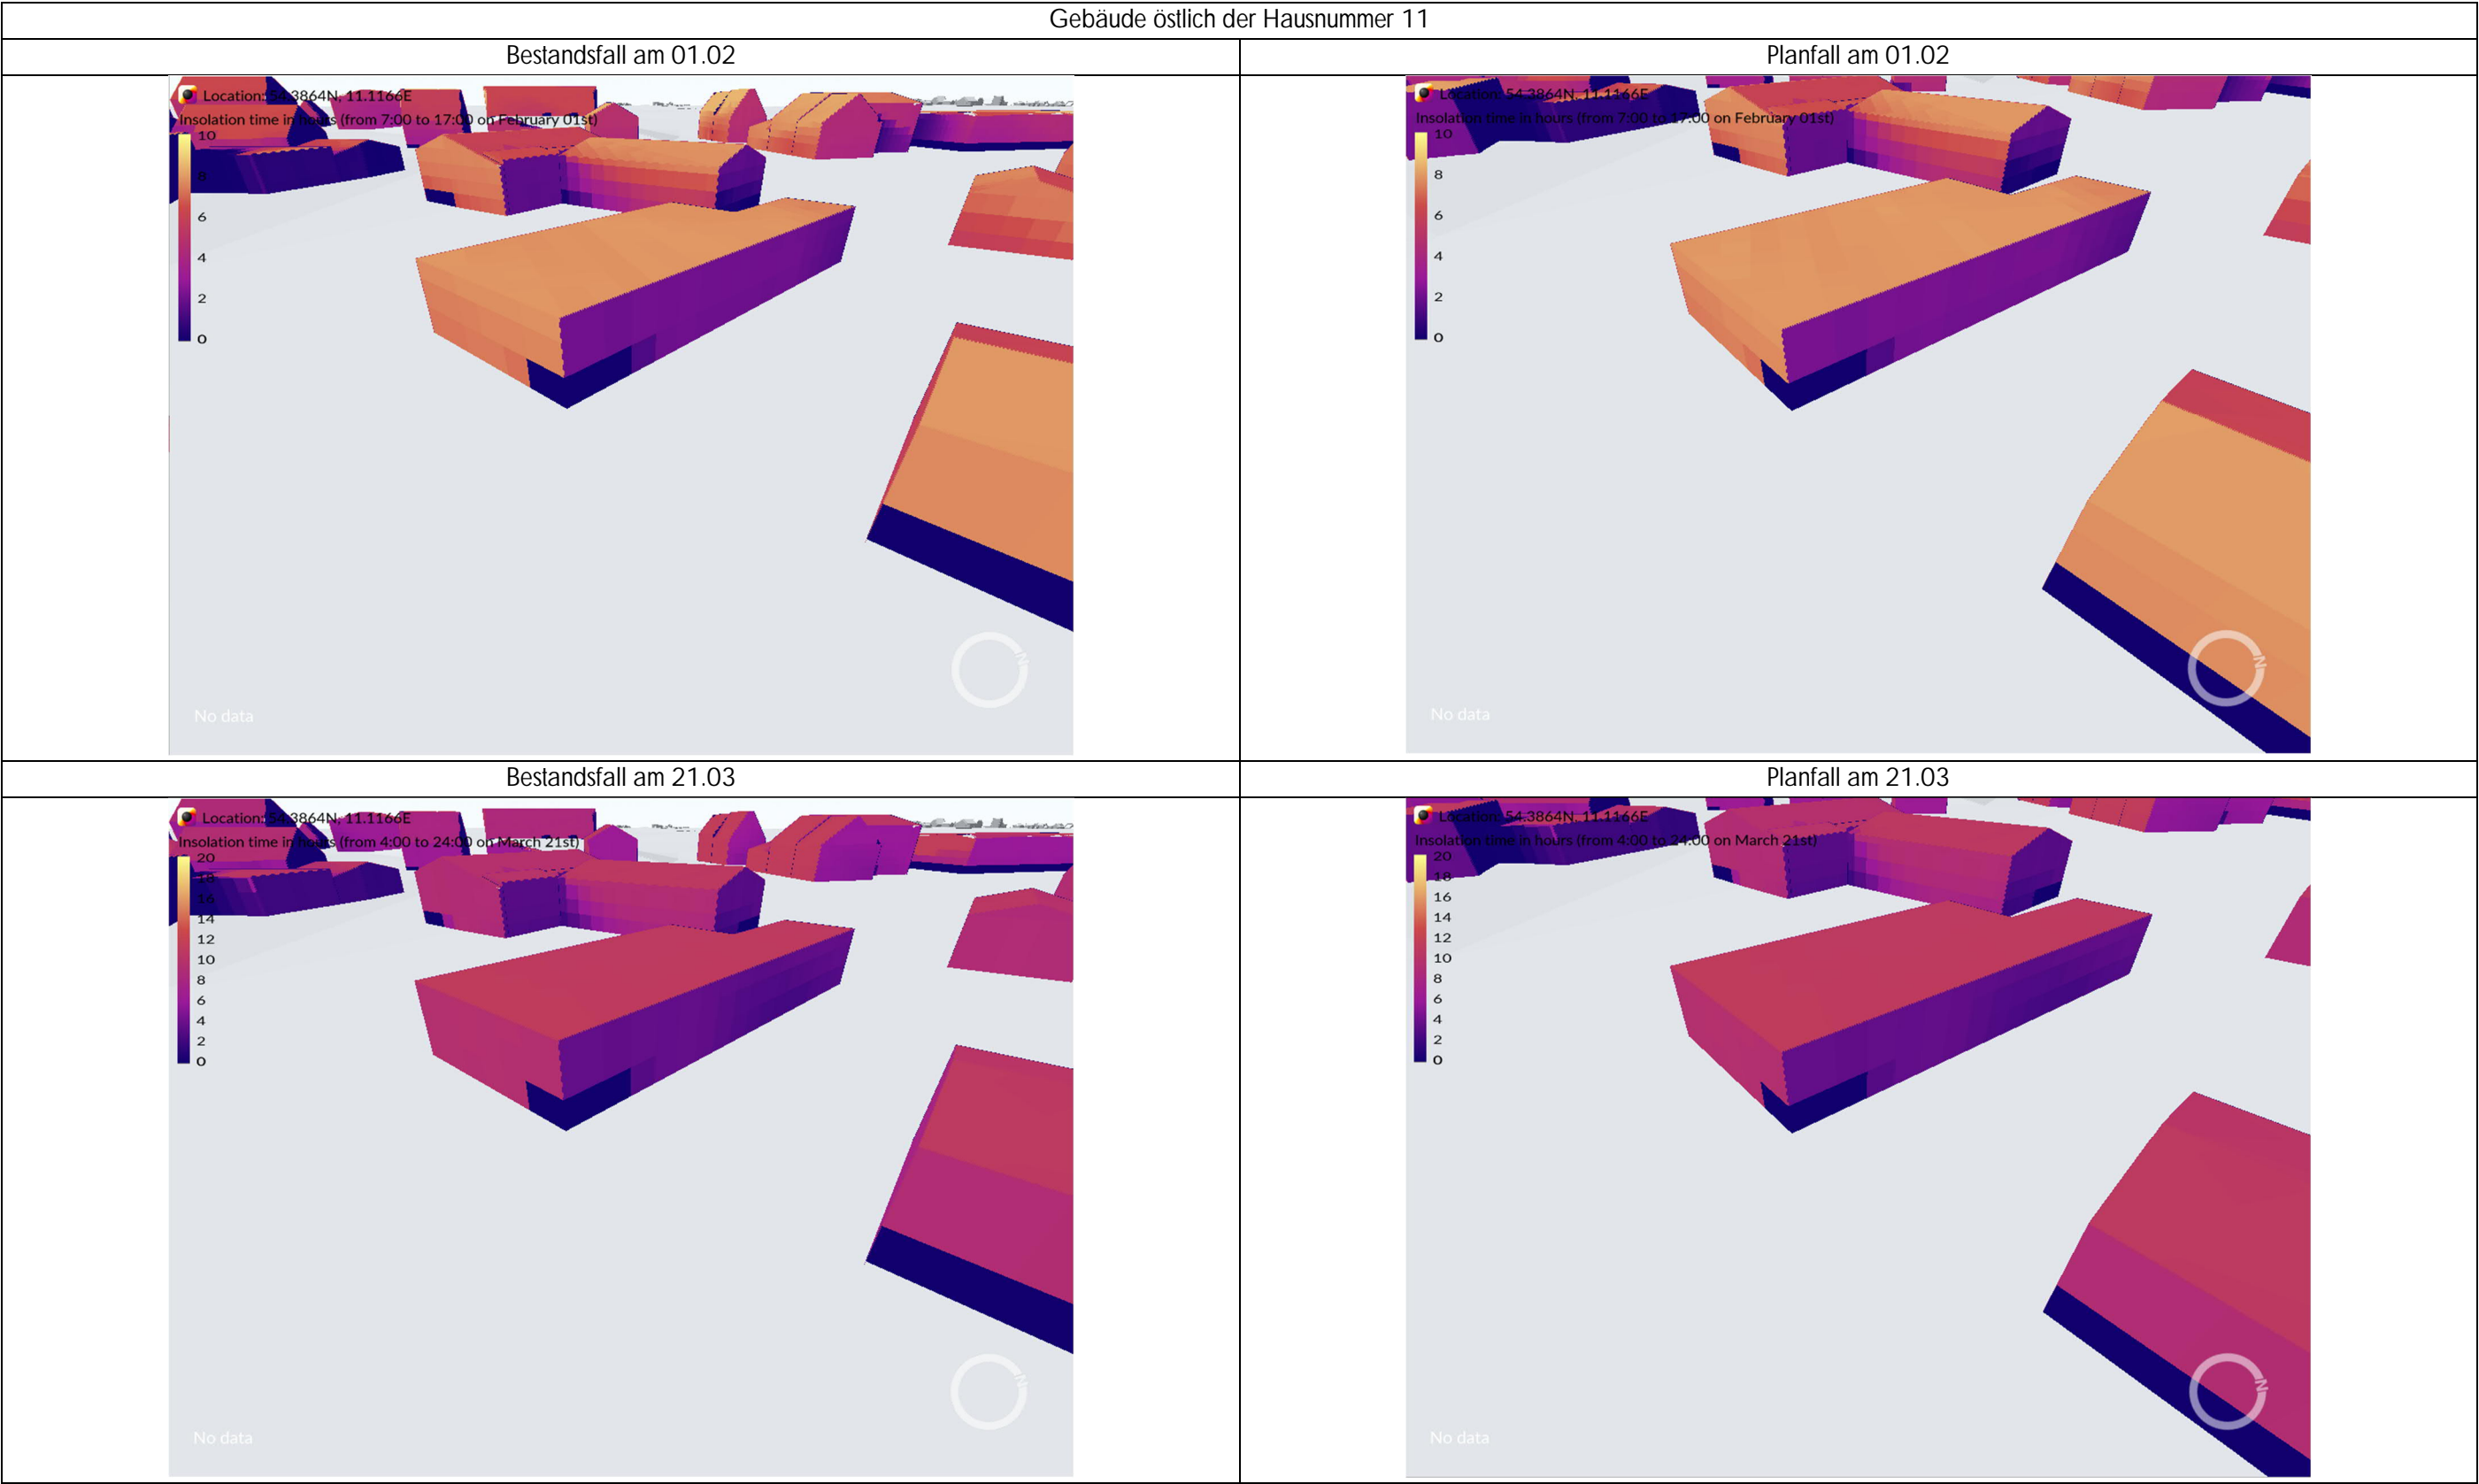 Gebäude östlich der Hausnummer 11
Bestandsfall am 01.02
Planfall am 01.02
Location: 54.3864N, 11.1166E
Insolation time in hours (from 7:00 to 17:00 on February 01st)
10
8
6
4
2
0
N
No data
Location: 54.3864N, 11.1166E
Insolation time in hours (from 7:00 to 17:00 on February 01st)
10
8
6
4
2
0
N
No data
Bestandsfall am 21.03
Planfall am 21.03
Location: 54.3864N, 11.1166E
Insolation time in hours (from 4:00 to 24:00 on March 21st)
20
18
16
14
12
10
8
6
4
2
0
N
No data
Location: 54.3864N, 11.1166E
Insolation time in hours (from 4:00 to 24:00 on March 21st)
20
18
16
14
12
10
8
6
4
2
0
N
No data